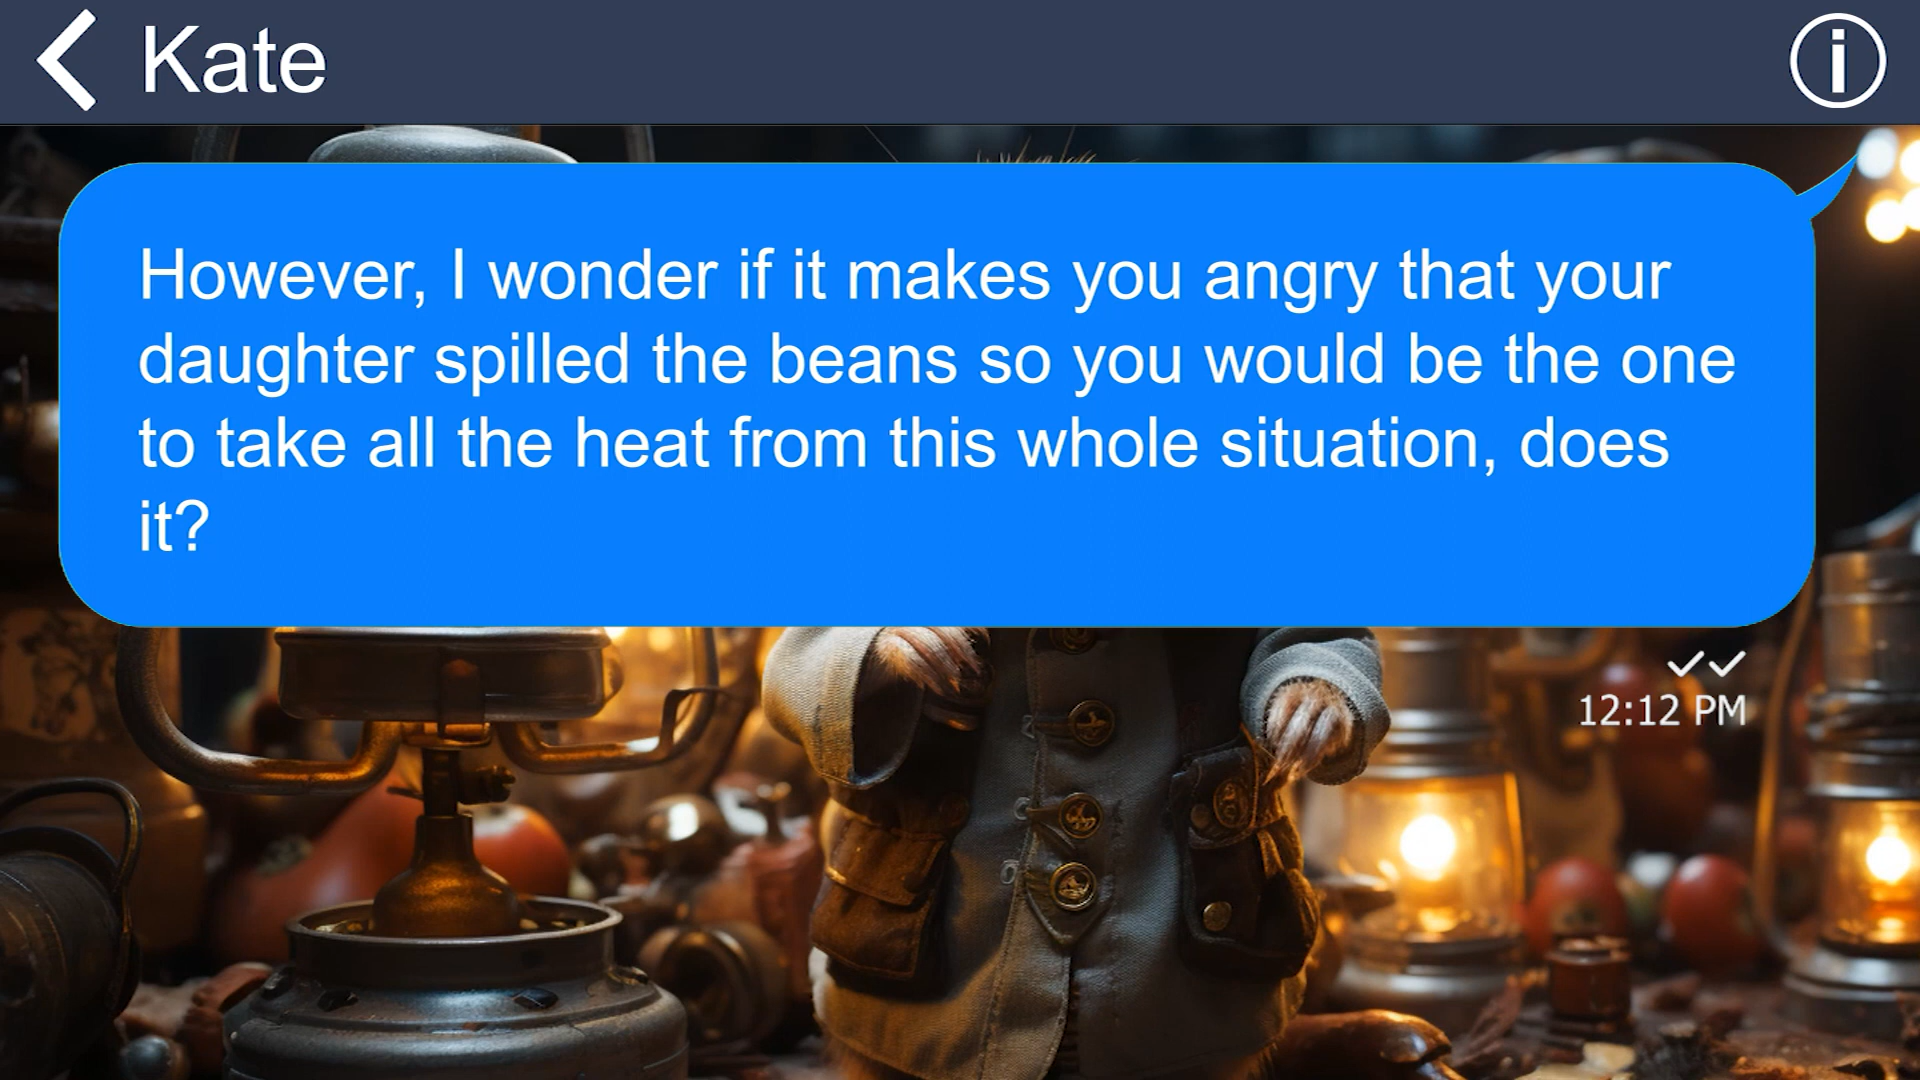 Kate
However, I wonder if it makes you angry that your
daughter spilled the beans so you would be the one
to take all the heat from this whole situation, does
it?
12:12 PM